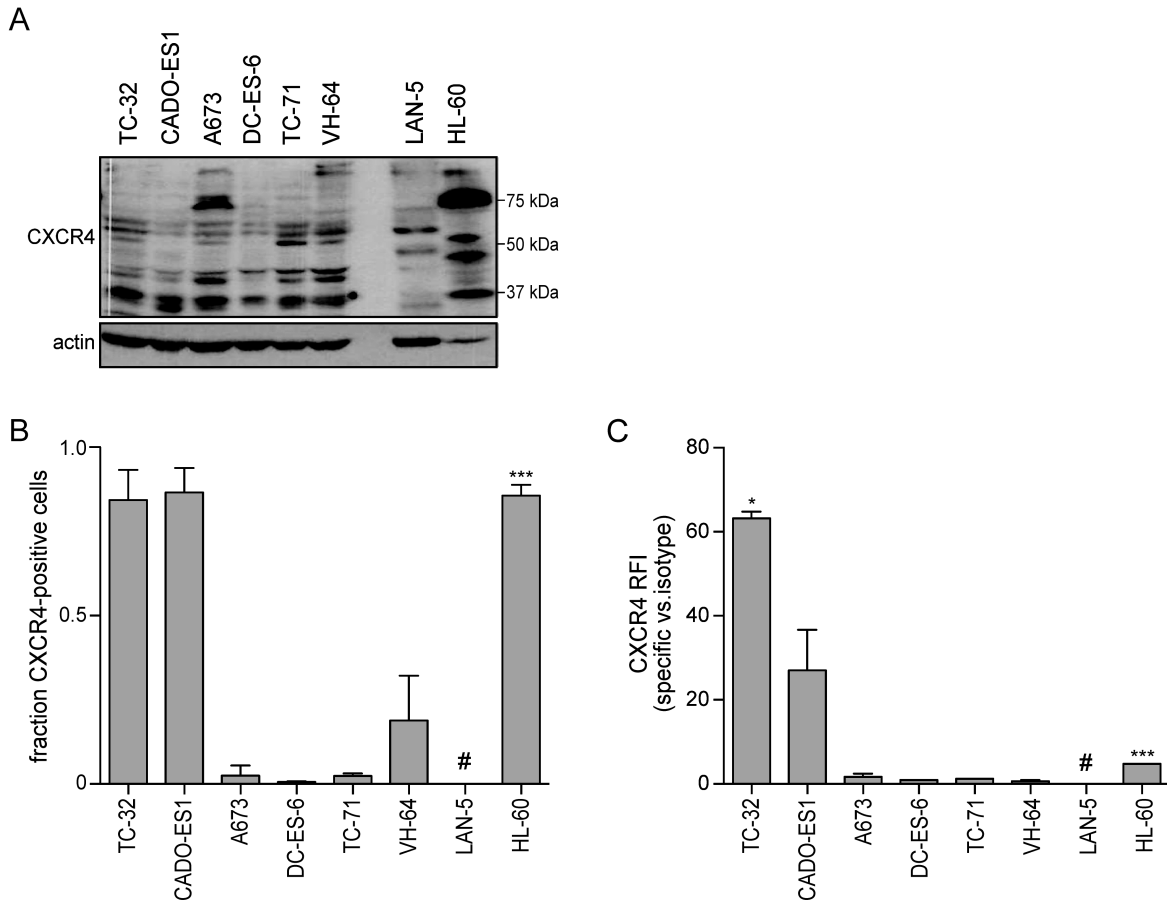 A
TC-32
CADO-ES1
A673
DC-ES-6
TC-71
VH-64
LAN-5
HL-60
CXCR4
75 kDa
50 kDa
37 kDa
actin
B
fraction CXCR4-positive cells
1.0
0.5
0
***
#
TC-32
CADO-ES1
A673
DC-ES-6
TC-71
VH-64
LAN-5
HL-60
C
CXCR4 RFI
(specific vs.isotype)
80
60
40
20
0
*
#
***
TC-32
CADO-ES1
A673
DC-ES-6
TC-71
VH-64
LAN-5
HL-60